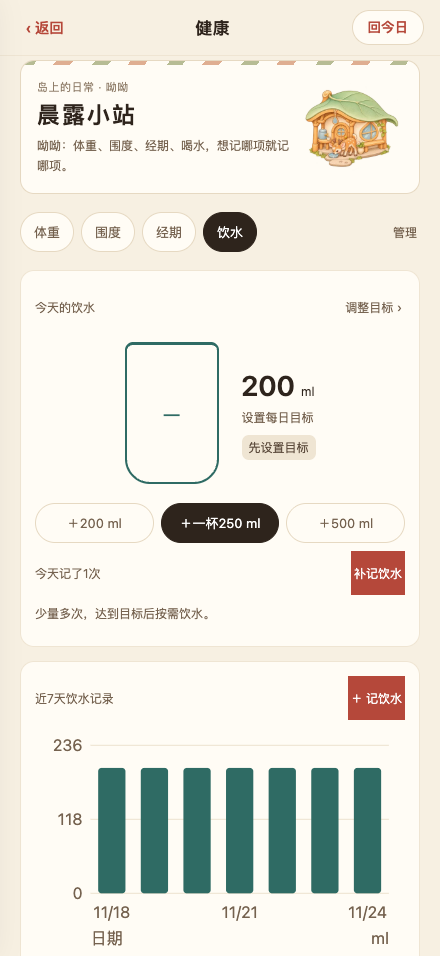 ‹ 返回
健康
回今日
岛上的日常 · 呦呦
晨露小站
呦呦：体重、围度、经期、喝水，想记哪项就记
哪项。
体重
围度
经期
饮水
管理
今天的饮水
调整目标 ›
—
200 ml
设置每日目标
先设置目标
＋200 ml
＋一杯250 ml
＋500 ml
今天记了1次
补记饮水
少量多次，达到目标后按需饮水。
近7天饮水记录
＋ 记饮水
236
118
0
11/18
11/21
11/24
日期
ml